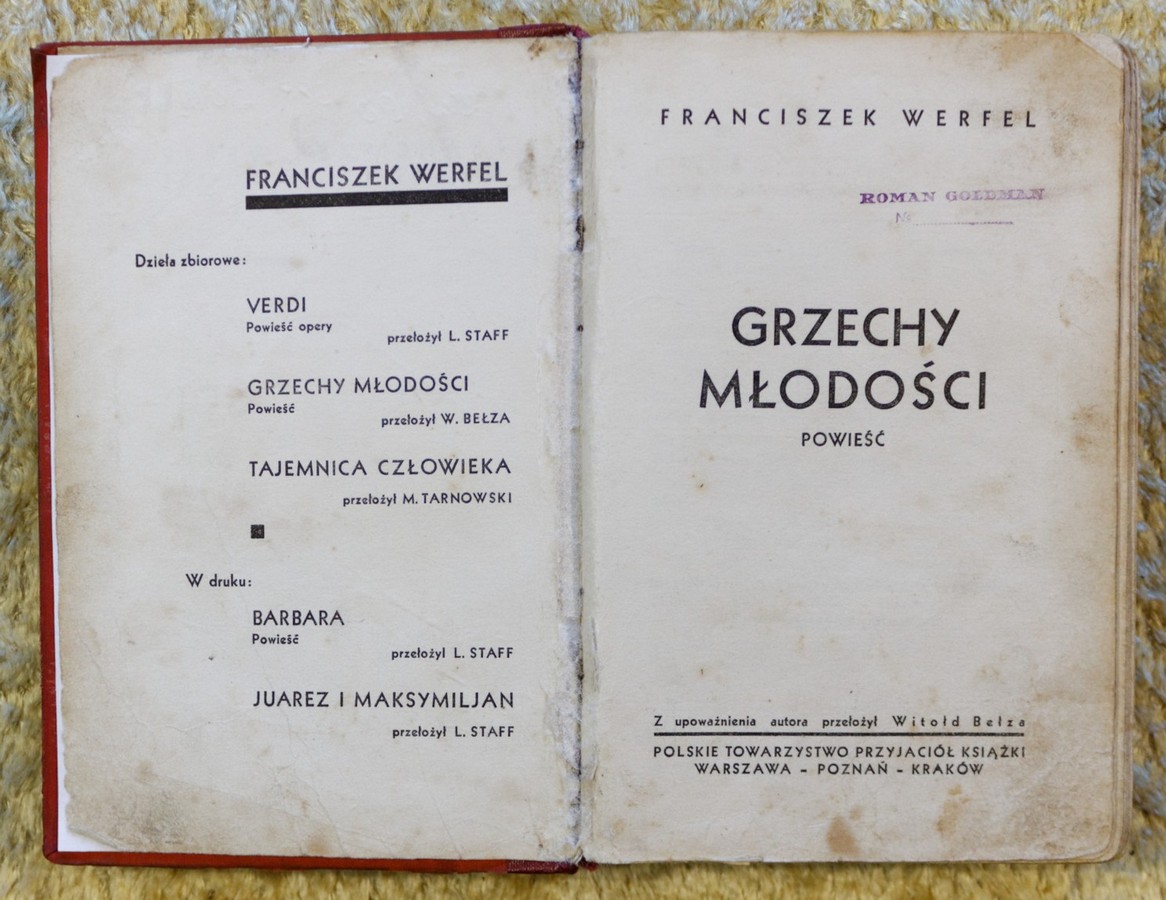 FRANCISZEK WERFEL
Dzieła zbiorowe:
VERDI
Powieść opery
przełożył L. STAFF
GRZECHY MŁODOŚCI
Powieść
przełożył W. BEŁZA
TAJEMNICA CZŁOWIEKA
przełożył M. TARNOWSKI
W druku:
BARBARA
Powieść
przełożył L. STAFF
JUAREZ I MAKSYMILJAN
przełożył L. STAFF
FRANCISZEK WERFEL
ROMAN GOLDMAN
№
GRZECHY
MŁODOŚCI
POWIEŚĆ
Z upoważnienia autora przełożył Witołd Bełza
POLSKIE TOWARZYSTWO PRZYJACIÓŁ KSIĄŻKI
WARSZAWA – POZNAŃ – KRAKÓW